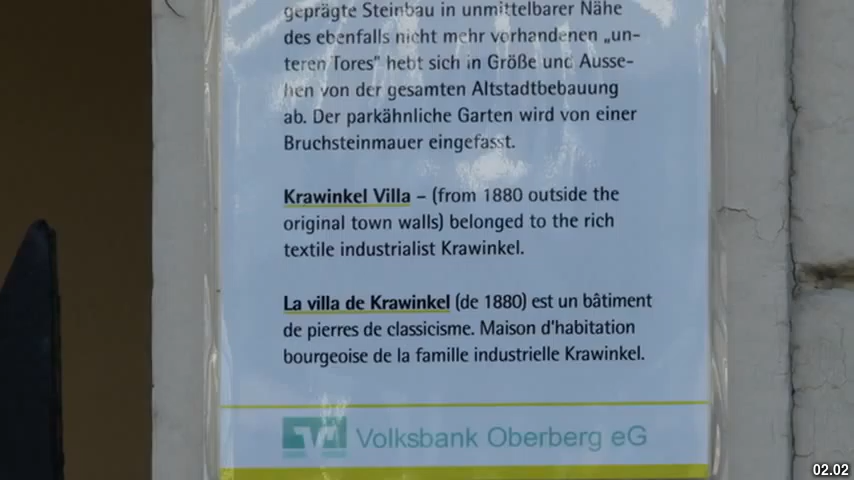 geprägte Steinbau in unmittelbarer Nähe
des ebenfalls nicht mehr vorhandenen „un-
teren Tores" hebt sich in Größe und Ausse-
hen von der gesamten Altstadtbebauung
ab. Der parkähnliche Garten wird von einer
Bruchsteinmauer eingefasst.
Krawinkel Villa – (from 1880 outside the
original town walls) belonged to the rich
textile industrialist Krawinkel.
La villa de Krawinkel (de 1880) est un bâtiment
de pierres de classicisme. Maison d'habitation
bourgeoise de la famille industrielle Krawinkel.
Volksbank Oberberg eG
02.02